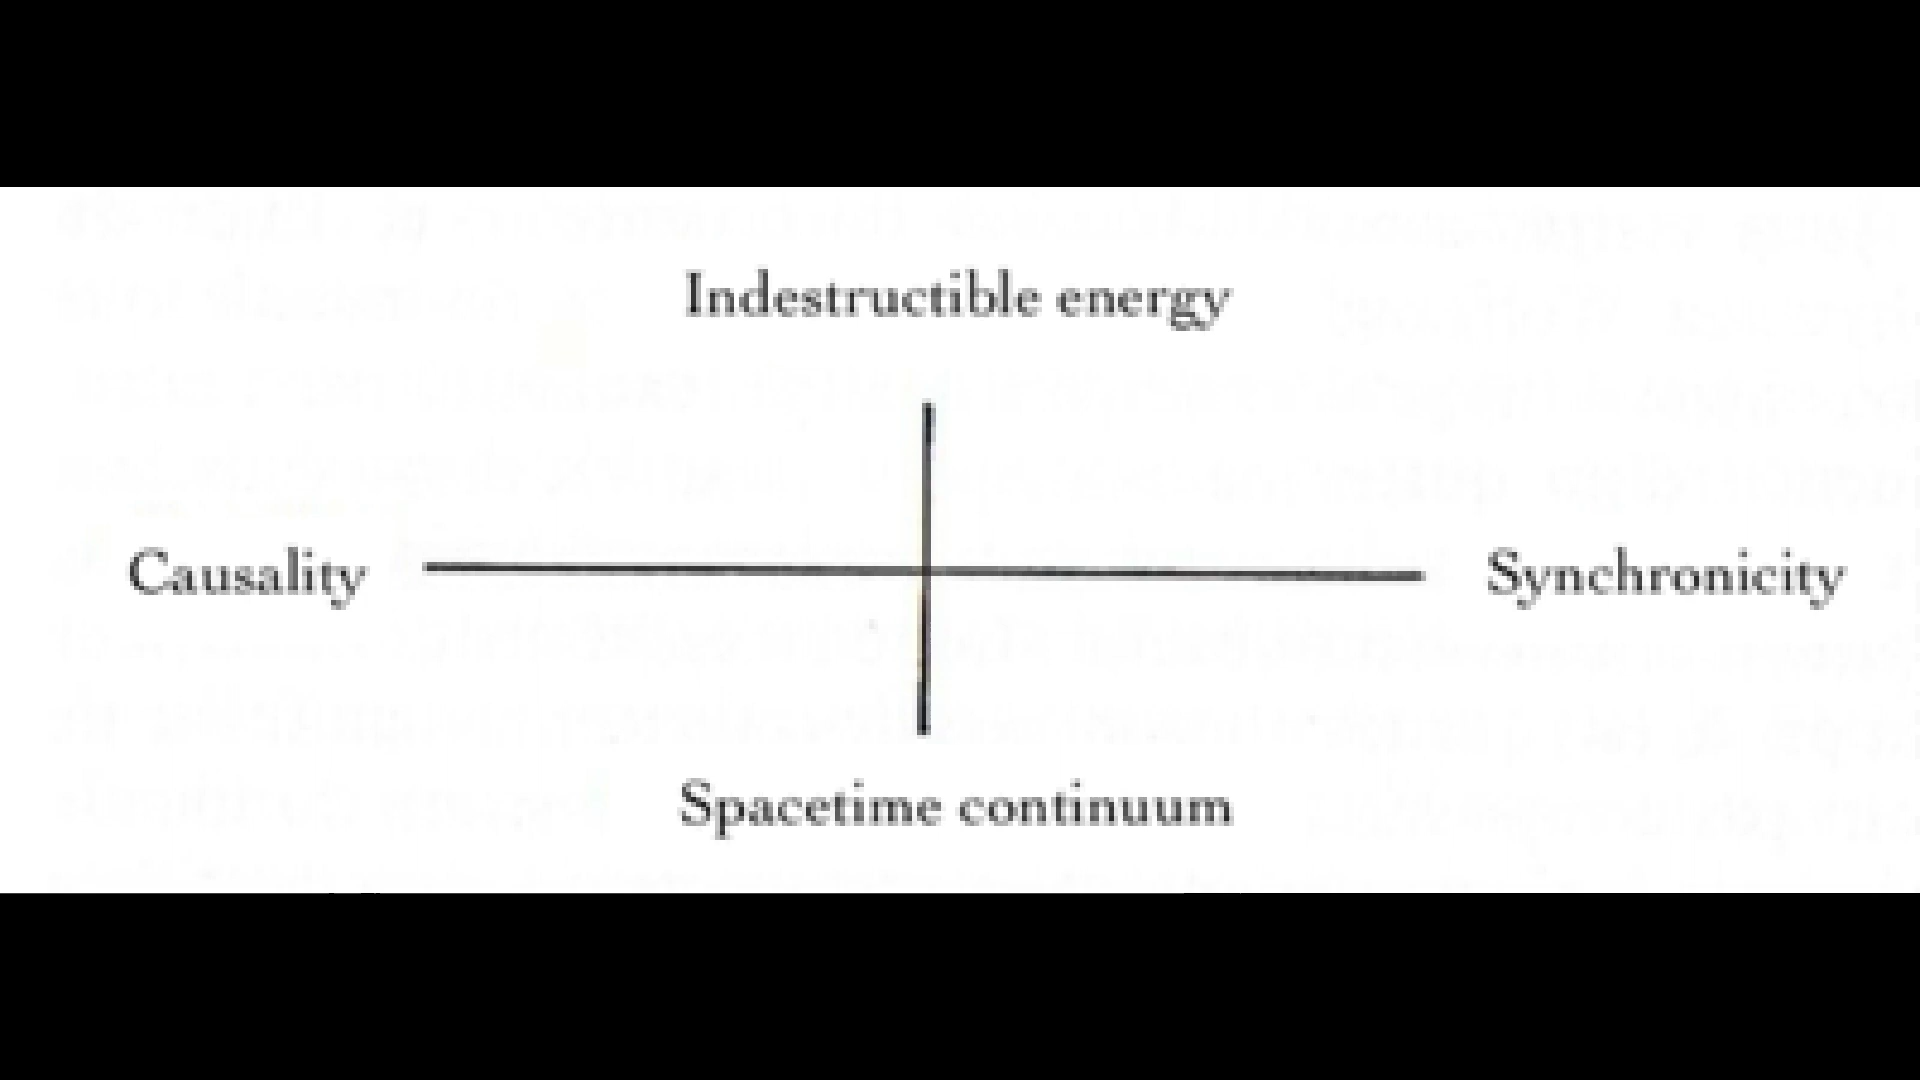 Indestructible energy
Causality
Synchronicity
Spacetime continuum